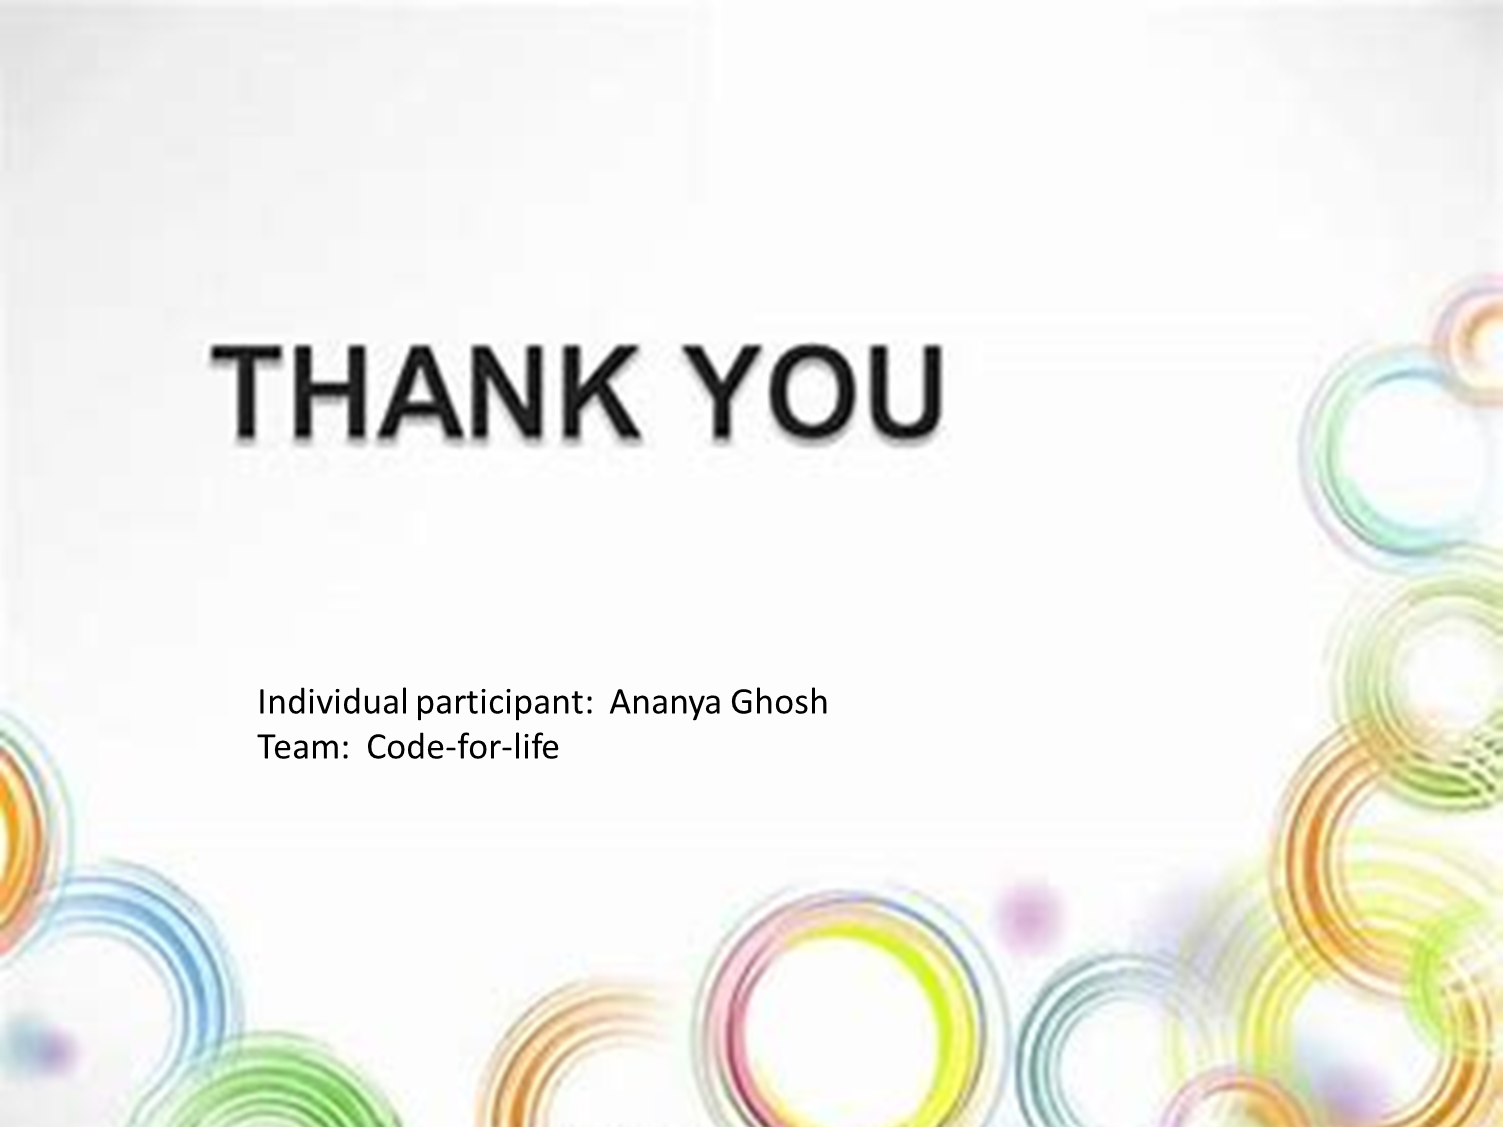 THANK YOU
Individual participant: Ananya Ghosh
Team: Code-for-life